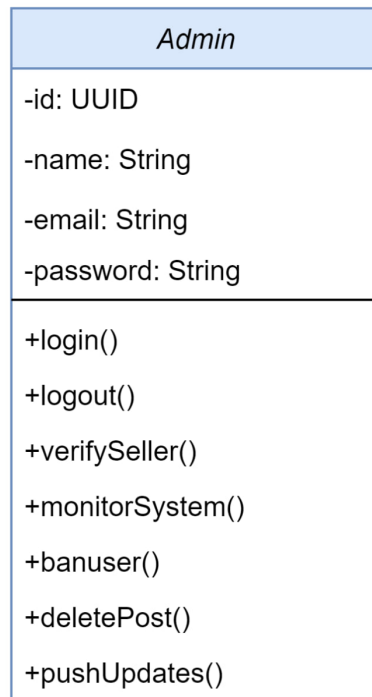 Admin
-id: UUID
-name: String
-email: String
-password: String
+login()
+logout()
+verifySeller()
+monitorSystem()
+banuser()
+deletePost()
+pushUpdates()